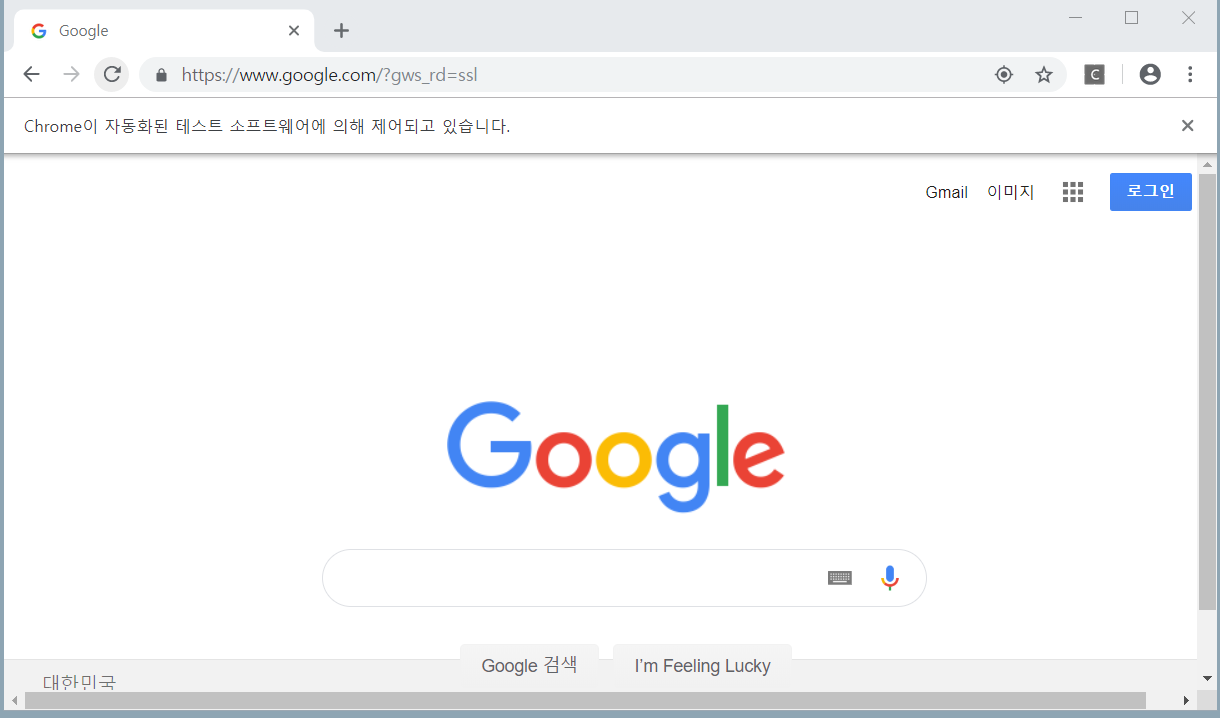 Google
https://www.google.com/?gws_rd=ssl
C
Chrome이 자동화된 테스트 소프트웨어에 의해 제어되고 있습니다.
Gmail 이미지 로그인
Google
Google 검색 I'm Feeling Lucky
대한민국